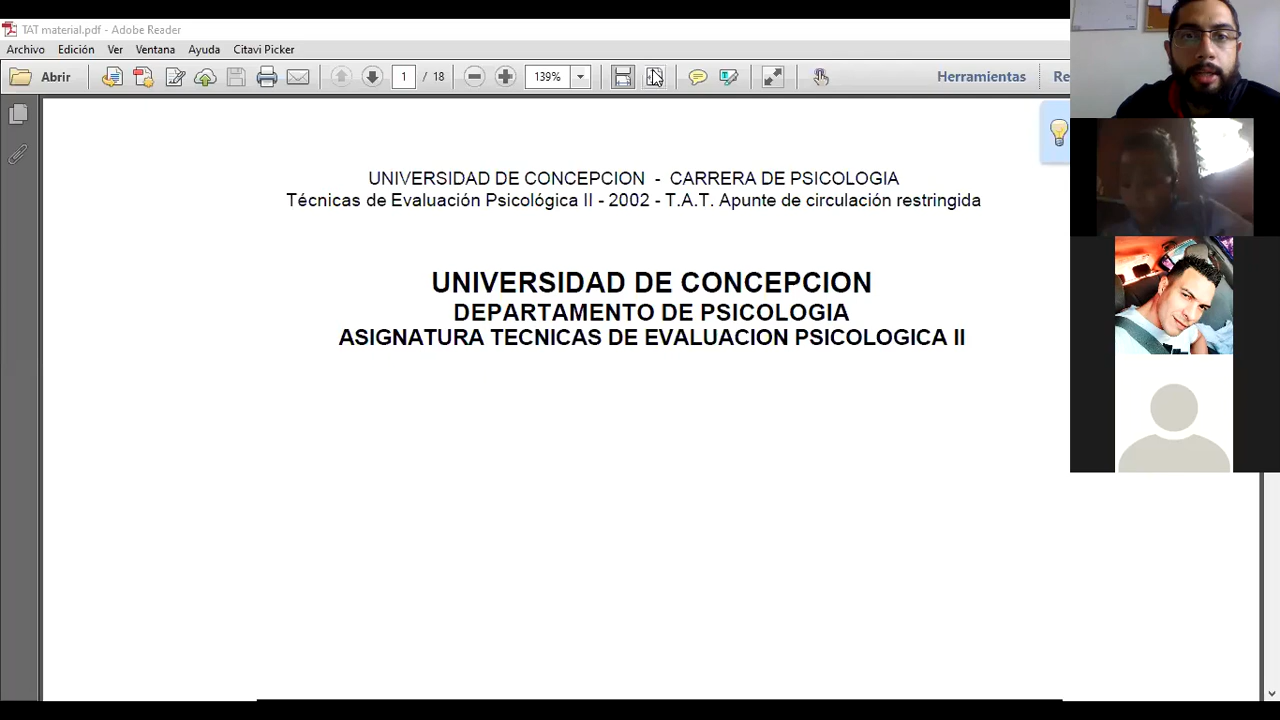 TAT material.pdf - Adobe Reader
Archivo Edición Ver Ventana Ayuda Citavi Picker
Abrir 1 / 18 139% Herramientas Re
UNIVERSIDAD DE CONCEPCION - CARRERA DE PSICOLOGIA
Técnicas de Evaluación Psicológica II - 2002 - T.A.T. Apunte de circulación restringida
UNIVERSIDAD DE CONCEPCION
DEPARTAMENTO DE PSICOLOGIA
ASIGNATURA TECNICAS DE EVALUACION PSICOLOGICA II